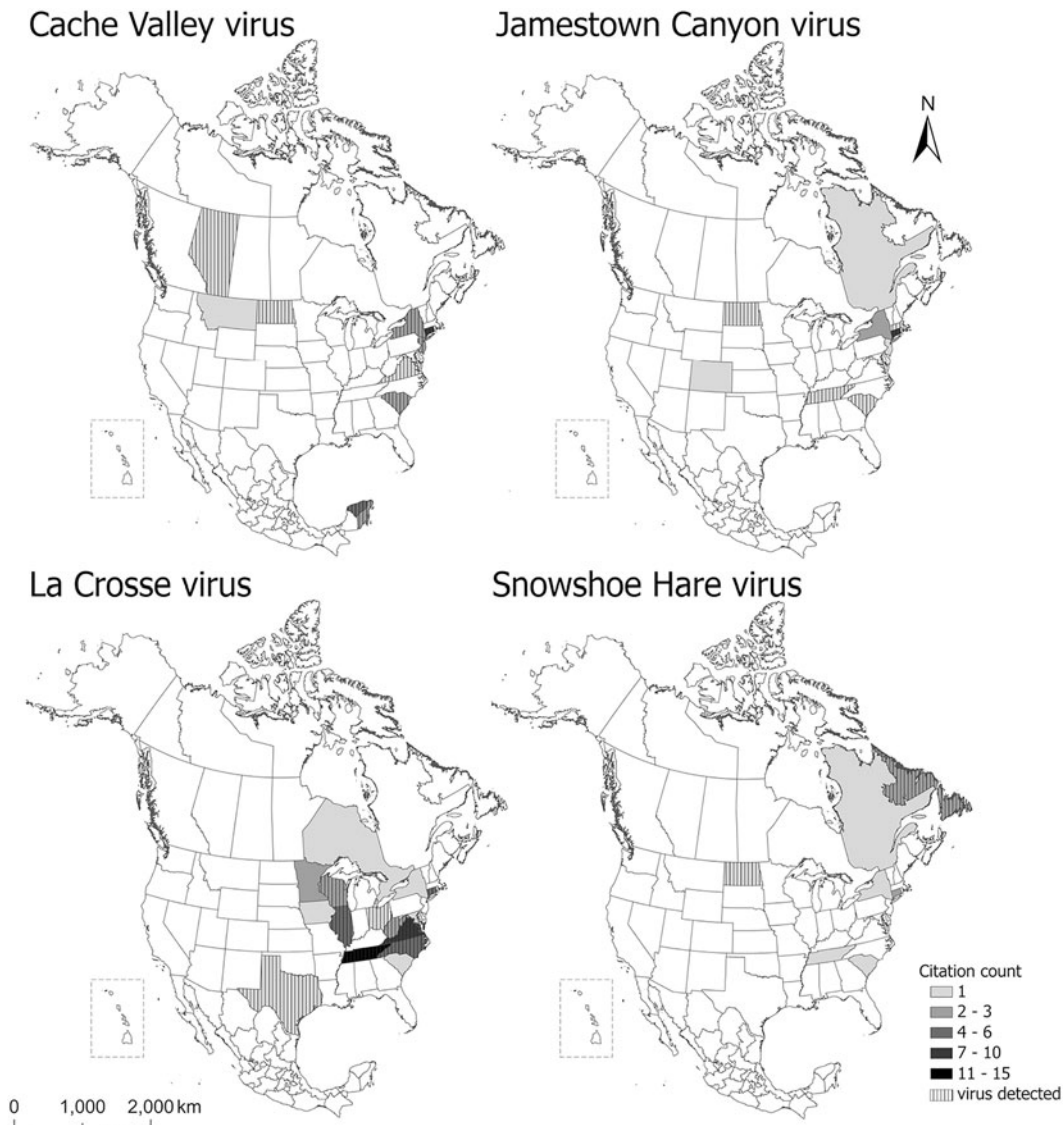 Cache Valley virus
Jamestown Canyon virus
N
La Crosse virus
Snowshoe Hare virus
Citation count
1
2 - 3
4 - 6
7 - 10
11 - 15
virus detected
0 1,000 2,000 km